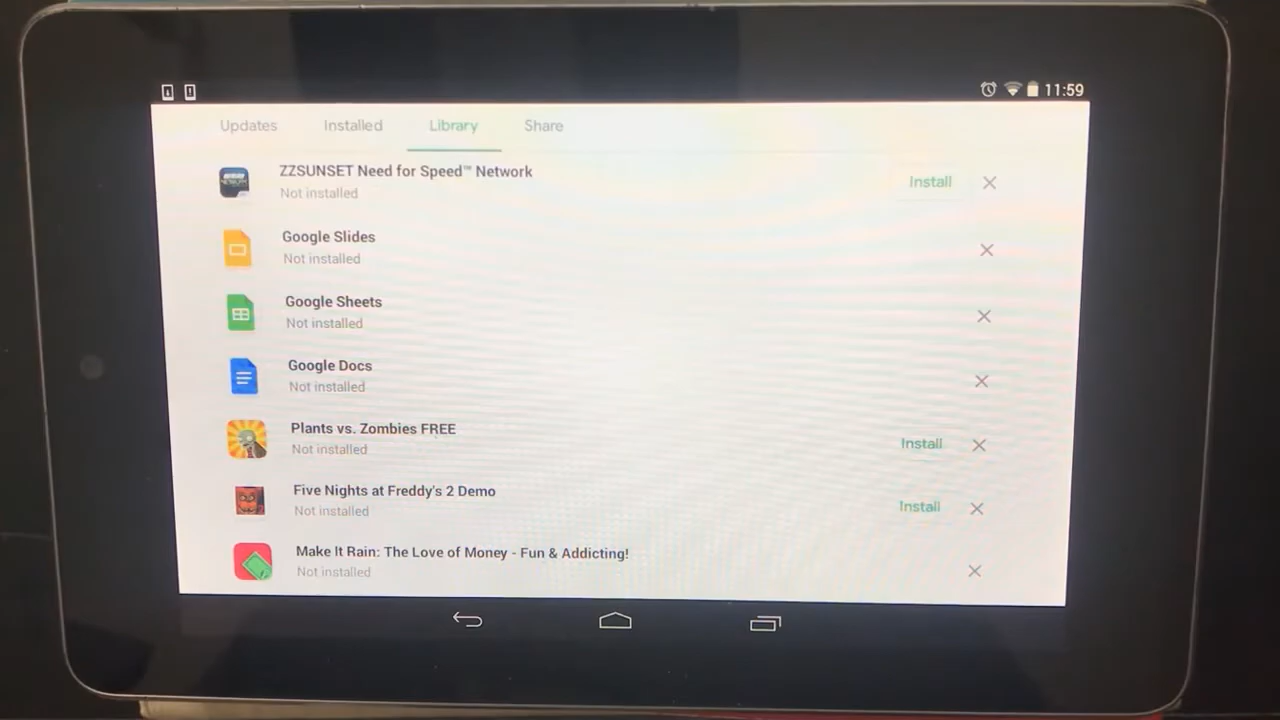 11:59
Updates Installed Library Share
ZZSUNSET Need for Speed™ Network
Not installed
Install
Google Slides
Not installed
Google Sheets
Not installed
Google Docs
Not installed
Plants vs. Zombies FREE
Not installed
Install
Five Nights at Freddy's 2 Demo
Not installed
Install
Make It Rain: The Love of Money - Fun & Addicting!
Not installed